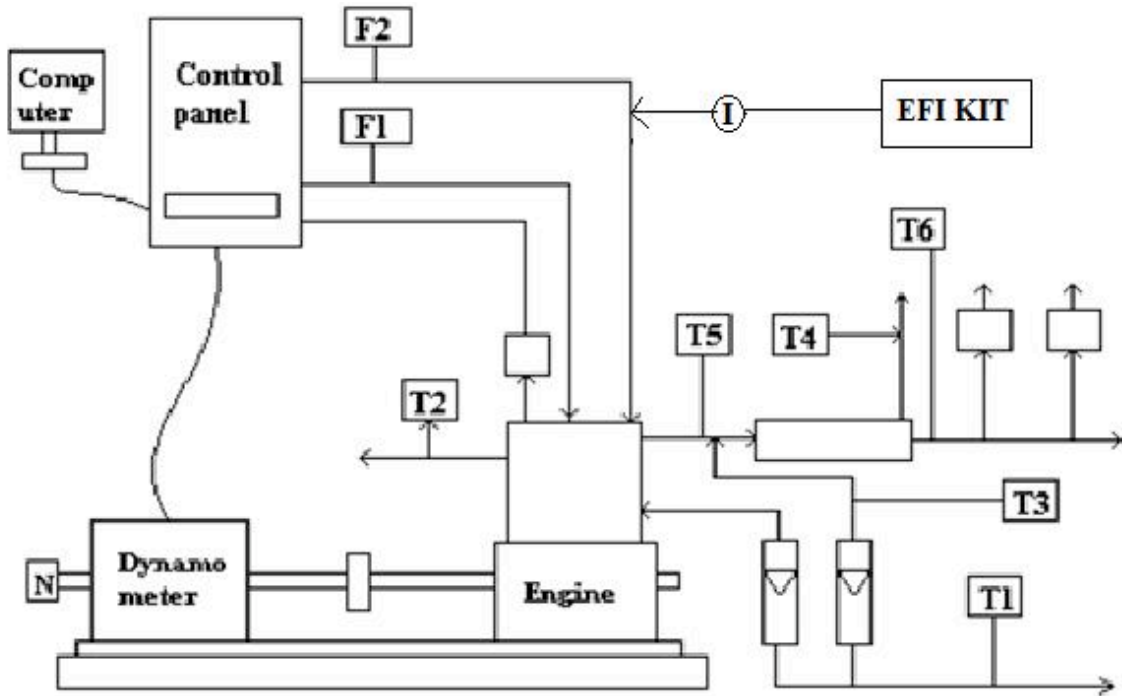 F2
Control
panel
Comp
uter
I
EFI KIT
F1
T6
T5
T4
T2
T3
N
Dynamo
meter
Engine
T1